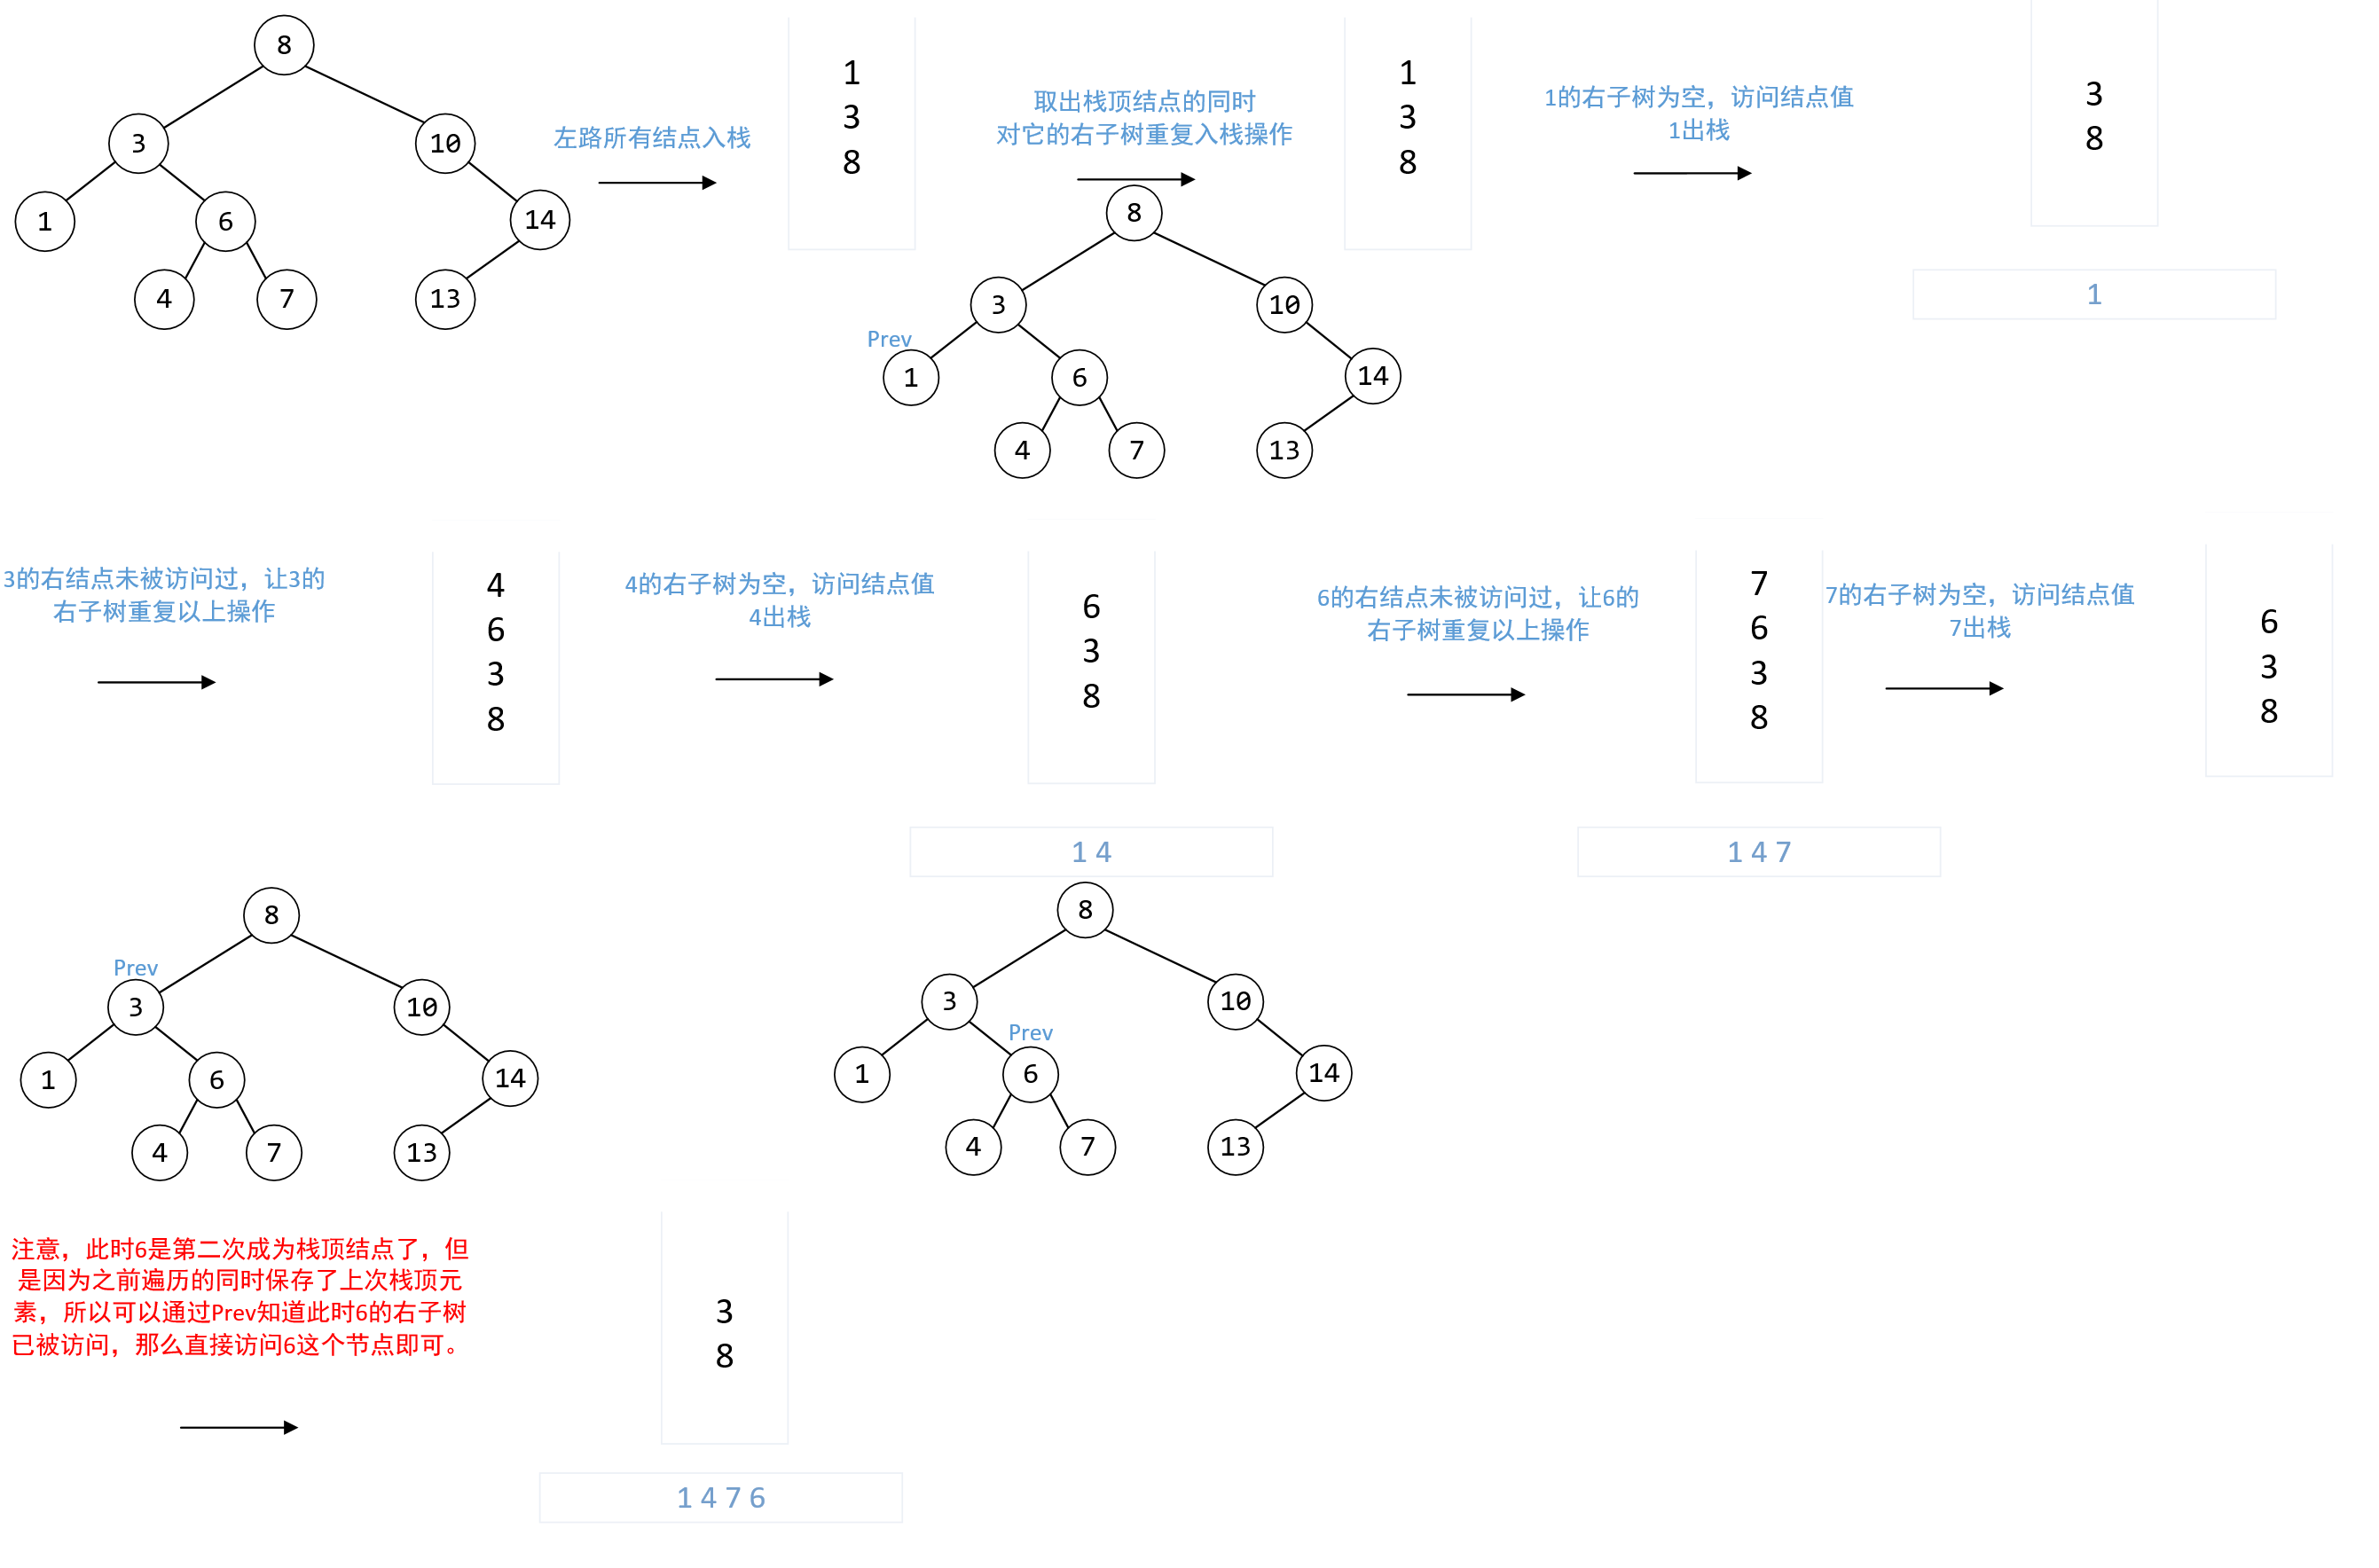 8
3
10
1
6
14
4
7
13
左路所有结点入栈
1
3
8
取出栈顶结点的同时
对它的右子树重复入栈操作
1
3
8
1的右子树为空，访问结点值
1出栈
3
8
1
8
3
10
Prev
1
6
14
4
7
13
3的右结点未被访问过，让3的
右子树重复以上操作
4
6
3
8
4的右子树为空，访问结点值
4出栈
6
3
8
1 4
6的右结点未被访问过，让6的
右子树重复以上操作
7
6
3
8
1 4 7
7的右子树为空，访问结点值
7出栈
6
3
8
8
Prev
3
10
1
6
14
4
7
13
8
3
10
Prev
1
6
14
4
7
13
注意，此时6是第二次成为栈顶结点了，但
是因为之前遍历的同时保存了上次栈顶元
素，所以可以通过Prev知道此时6的右子树
已被访问，那么直接访问6这个节点即可。
3
8
1 4 7 6